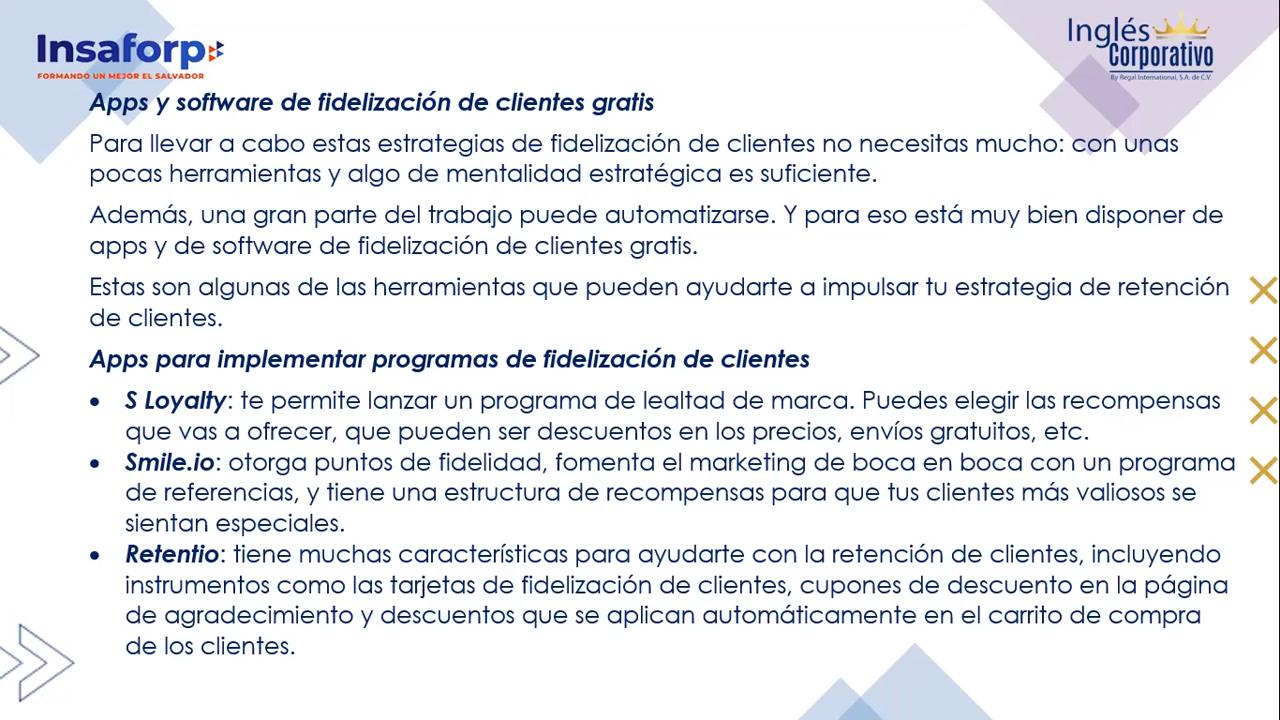 Insaforp
FORMANDO UN MEJOR EL SALVADOR
Inglés
Corporativo
By Regal International, S.A. de C.V.
Apps y software de fidelización de clientes gratis
Para llevar a cabo estas estrategias de fidelización de clientes no necesitas mucho: con unas
pocas herramientas y algo de mentalidad estratégica es suficiente.
Además, una gran parte del trabajo puede automatizarse. Y para eso está muy bien disponer de
apps y de software de fidelización de clientes gratis.
Estas son algunas de las herramientas que pueden ayudarte a impulsar tu estrategia de retención
de clientes.
Apps para implementar programas de fidelización de clientes
• S Loyalty: te permite lanzar un programa de lealtad de marca. Puedes elegir las recompensas
que vas a ofrecer, que pueden ser descuentos en los precios, envíos gratuitos, etc.
• Smile.io: otorga puntos de fidelidad, fomenta el marketing de boca en boca con un programa
de referencias, y tiene una estructura de recompensas para que tus clientes más valiosos se
sientan especiales.
• Retentio: tiene muchas características para ayudarte con la retención de clientes, incluyendo
instrumentos como las tarjetas de fidelización de clientes, cupones de descuento en la página
de agradecimiento y descuentos que se aplican automáticamente en el carrito de compra
de los clientes.